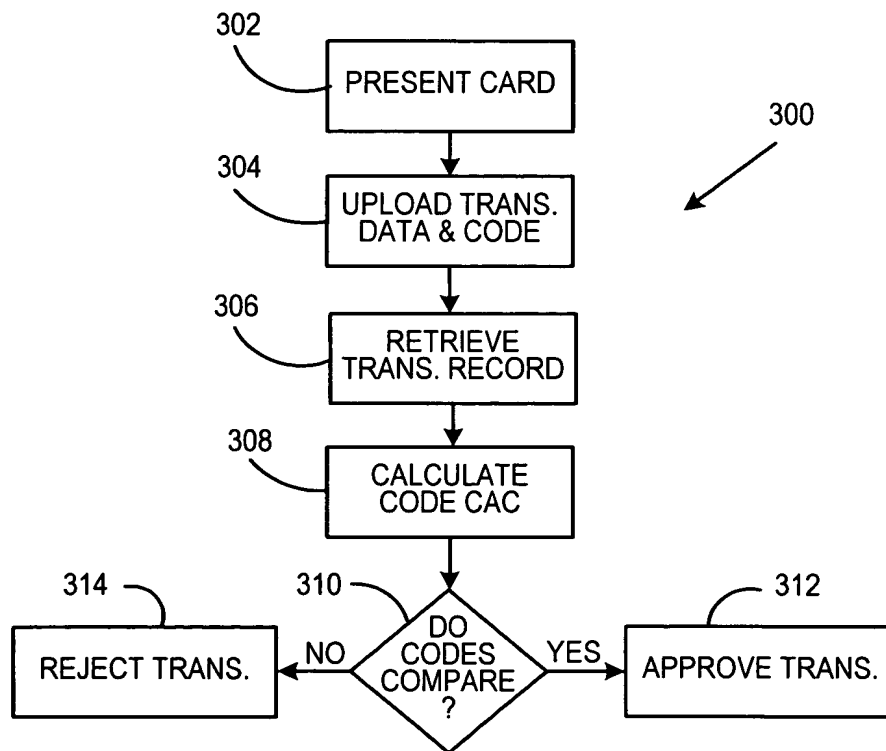 302
PRESENT CARD
300
304
UPLOAD TRANS.
DATA & CODE
306
RETRIEVE
TRANS. RECORD
308
CALCULATE
CODE CAC
314
310
312
REJECT TRANS.
NO
DO
CODES
COMPARE
?
YES
APPROVE TRANS.